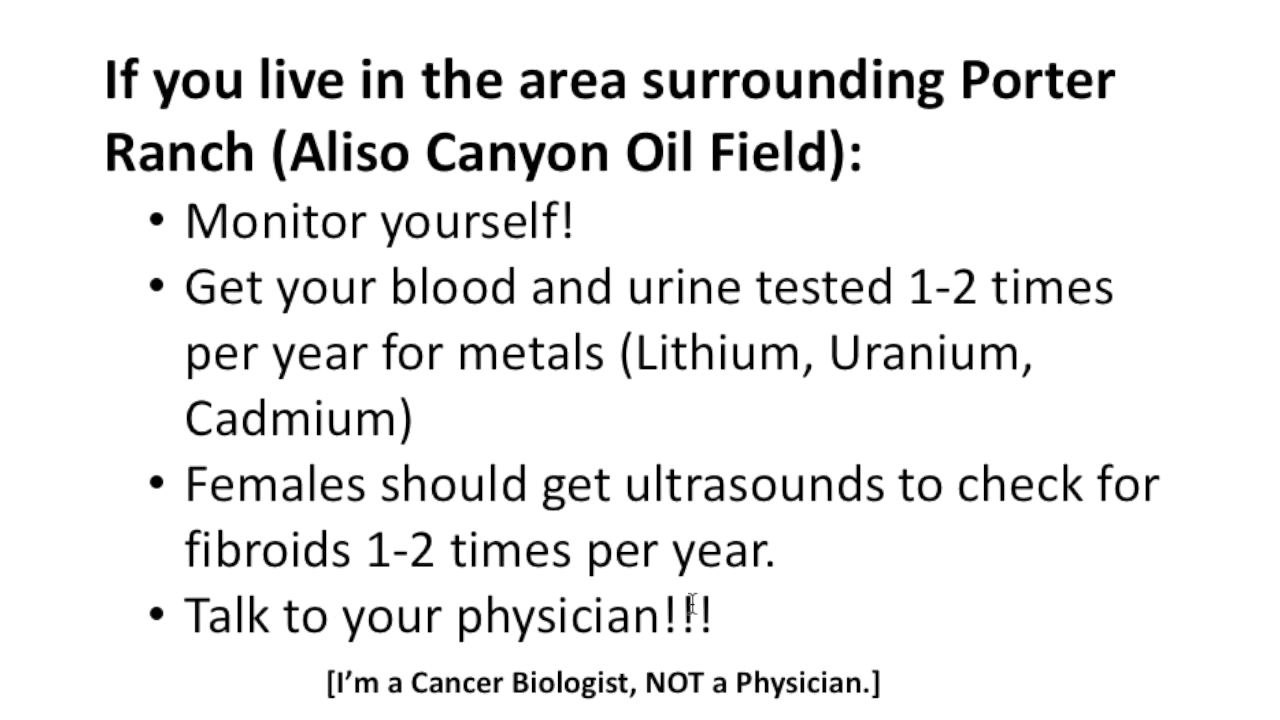 If you live in the area surrounding Porter
Ranch (Aliso Canyon Oil Field):
• Monitor yourself!
• Get your blood and urine tested 1-2 times
per year for metals (Lithium, Uranium,
Cadmium)
• Females should get ultrasounds to check for
fibroids 1-2 times per year.
• Talk to your physician!!!
[I’m a Cancer Biologist, NOT a Physician.]